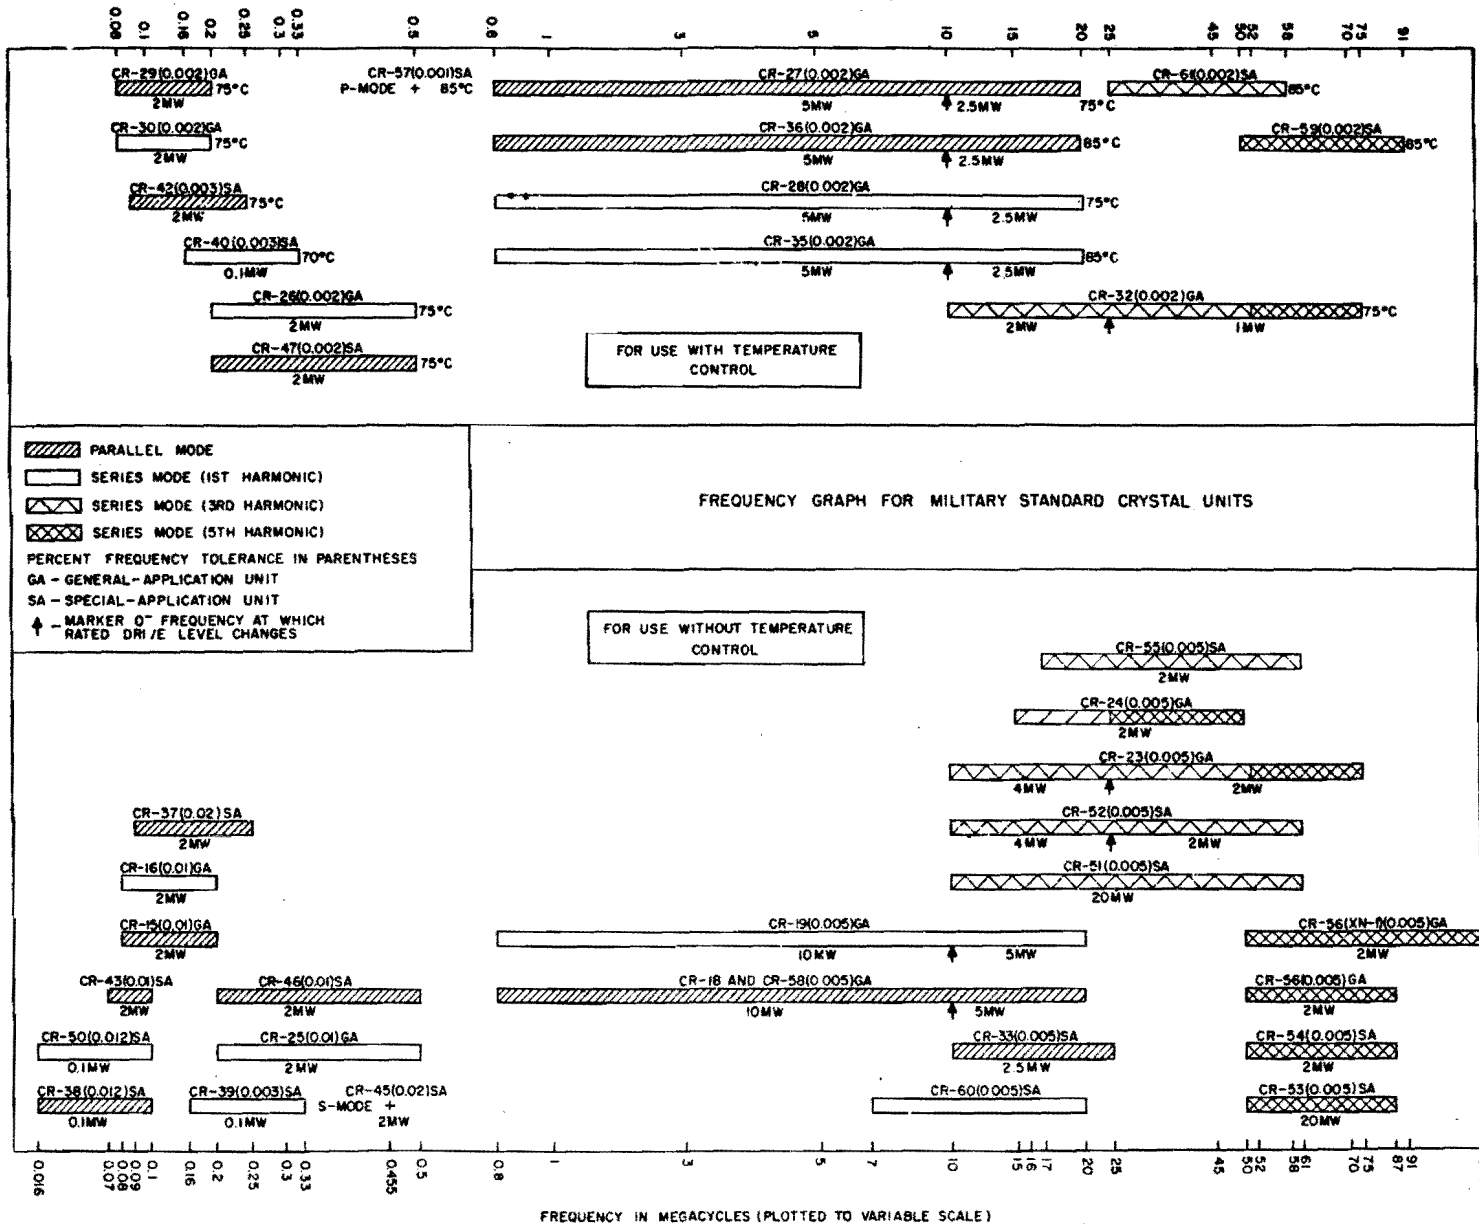 0.08 0.1 0.16 0.2 0.25 0.3 0.33 0.5 0.8 1 3 5 10 15 20 25 45 50 52 58 70 75 91
CR-29(0.002)GA
75°C
2MW
CR-57(0.001)SA
P-MODE + 85°C
CR-27(0.002)GA
5MW
2.5MW
75°C
CR-61(0.002)SA
85°C
CR-30(0.002)GA
75°C
2MW
CR-36(0.002)GA
85°C
5MW
2.5MW
CR-59(0.002)SA
85°C
CR-42(0.003)SA
75°C
2MW
CR-28(0.002)GA
75°C
5MW
2.5MW
CR-40(0.003)SA
70°C
0.1MW
CR-35(0.002)GA
85°C
5MW
2.5MW
CR-26(0.002)GA
75°C
2MW
CR-32(0.002)GA
75°C
2MW
1MW
CR-47(0.002)SA
75°C
2MW
FOR USE WITH TEMPERATURE
CONTROL
PARALLEL MODE
SERIES MODE (1ST HARMONIC)
SERIES MODE (3RD HARMONIC)
SERIES MODE (5TH HARMONIC)
PERCENT FREQUENCY TOLERANCE IN PARENTHESES
GA - GENERAL-APPLICATION UNIT
SA - SPECIAL-APPLICATION UNIT
- MARKER OF FREQUENCY AT WHICH
RATED DRIVE LEVEL CHANGES
FREQUENCY GRAPH FOR MILITARY STANDARD CRYSTAL UNITS
FOR USE WITHOUT TEMPERATURE
CONTROL
CR-55(0.005)SA
2MW
CR-24(0.005)GA
2MW
CR-23(0.005)GA
4MW
2MW
CR-37(0.02)SA
2MW
CR-52(0.005)SA
4MW
2MW
CR-16(0.01)GA
2MW
CR-51(0.005)SA
20MW
CR-15(0.01)GA
2MW
CR-19(0.005)GA
10MW
5MW
CR-56(XN-1)(0.005)GA
2MW
CR-43(0.01)SA
2MW
CR-46(0.01)SA
2MW
CR-18 AND CR-58(0.005)GA
10MW
5MW
CR-56(0.005)GA
2MW
CR-50(0.012)SA
0.1MW
CR-25(0.01)GA
2MW
CR-33(0.005)SA
2.5MW
CR-54(0.005)SA
2MW
CR-38(0.012)SA
0.1MW
CR-39(0.003)SA
0.1MW
CR-45(0.02)SA
S-MODE +
2MW
CR-60(0.005)SA
CR-53(0.005)SA
20MW
0.016 0.07 0.08 0.09 0.1 0.16 0.2 0.25 0.3 0.33 0.455 0.5 0.8 1 3 5 7 10 15 16 17 20 25 45 50 52 58 61 70 75 87 91
FREQUENCY IN MEGACYCLES (PLOTTED TO VARIABLE SCALE)